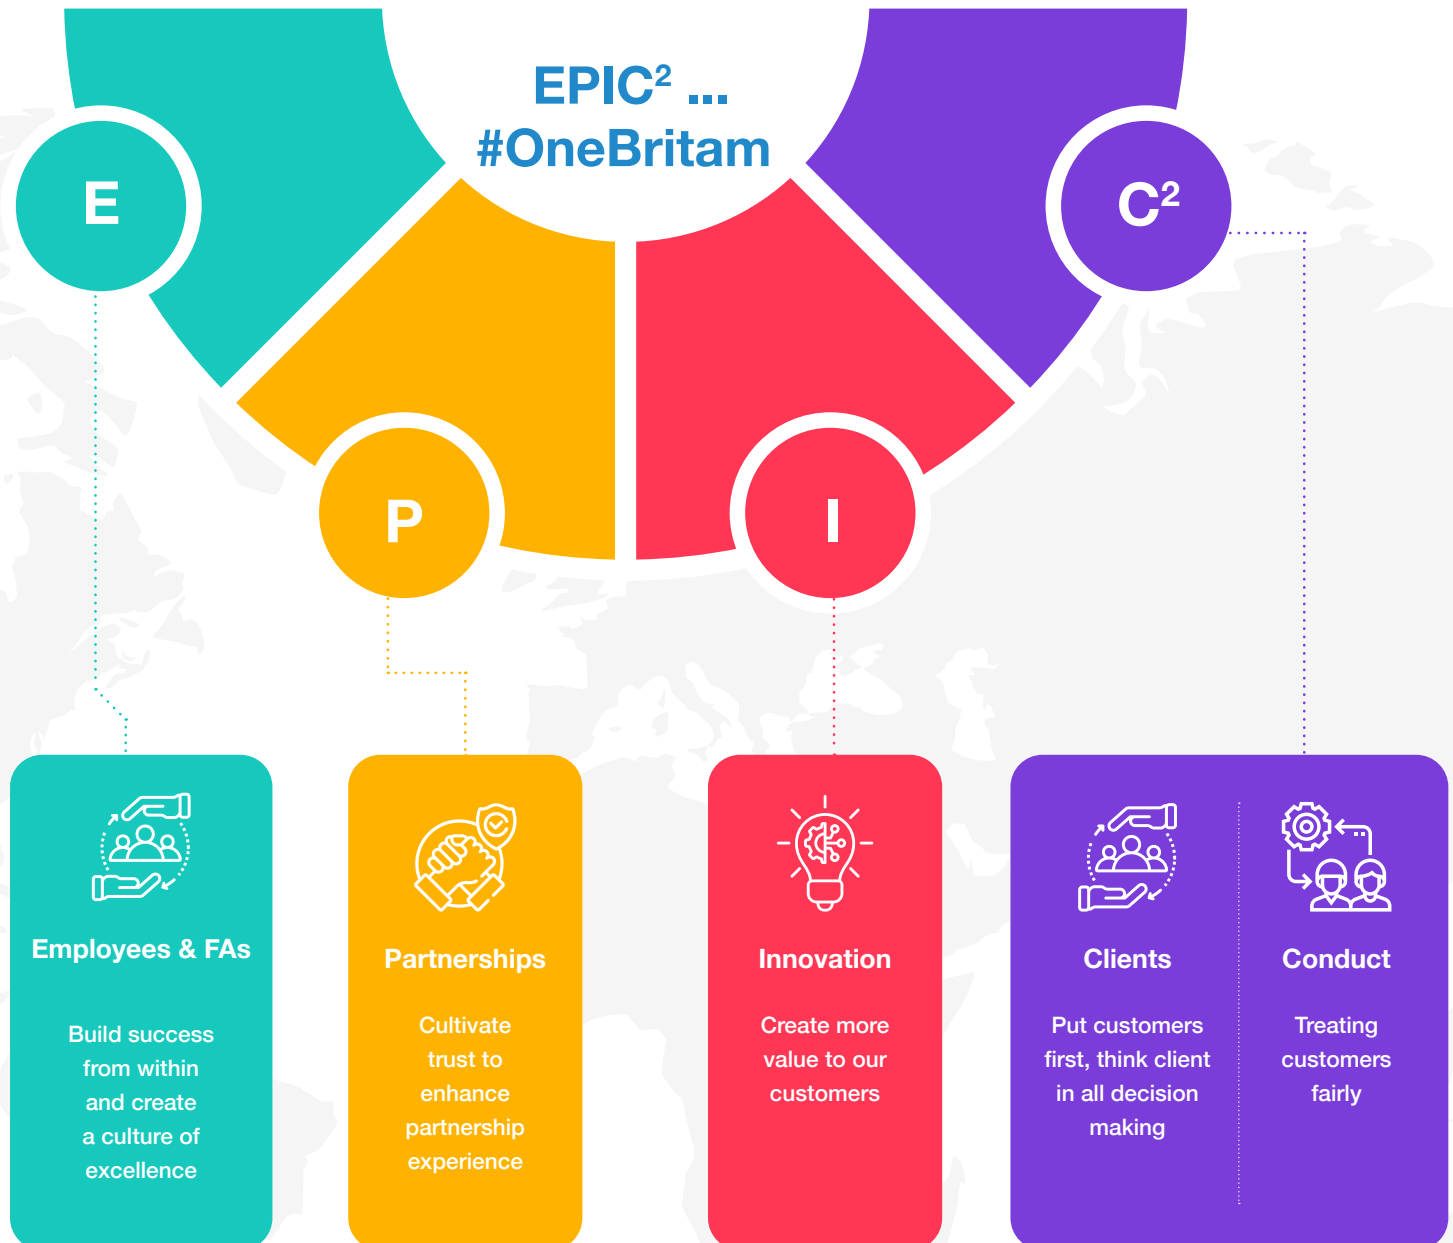 EPIC² ...
#OneBritam
E
P
I
C²
Employees & FAs
Build success
from within
and create
a culture of
excellence
Partnerships
Cultivate
trust to
enhance
partnership
experience
Innovation
Create more
value to our
customers
Clients
Put customers
first, think client
in all decision
making
Conduct
Treating
customers
fairly